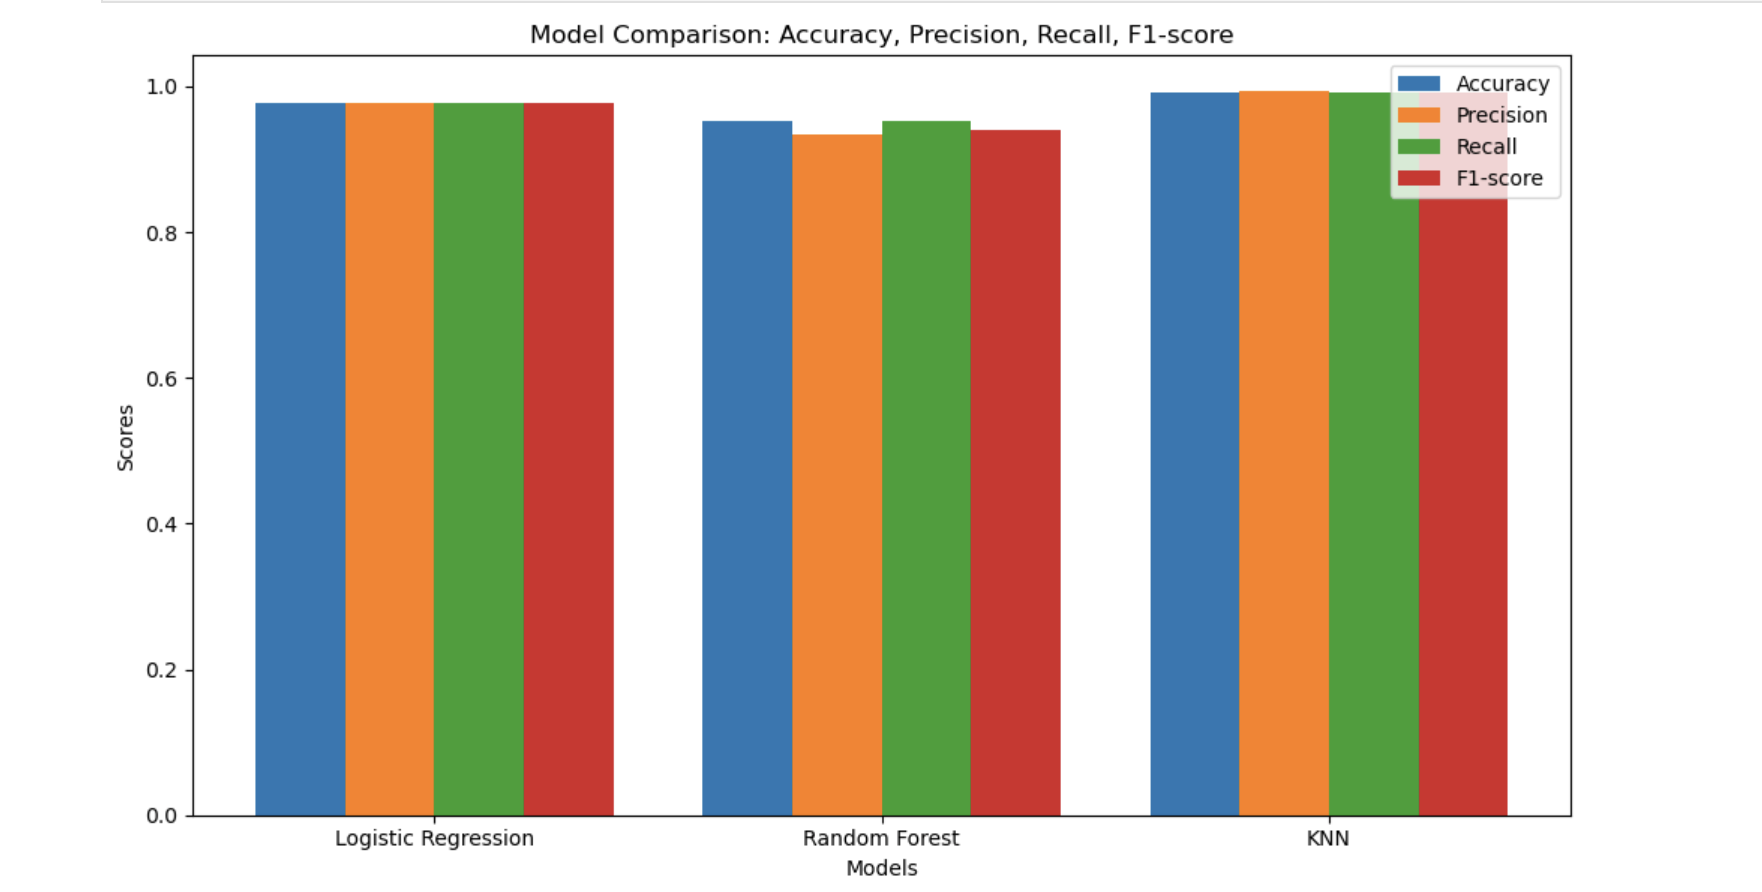 Model Comparison: Accuracy, Precision, Recall, F1-score
Accuracy
Precision
Recall
F1-score
1.0
0.8
0.6
0.4
0.2
0.0
Scores
Logistic Regression
Random Forest
KNN
Models